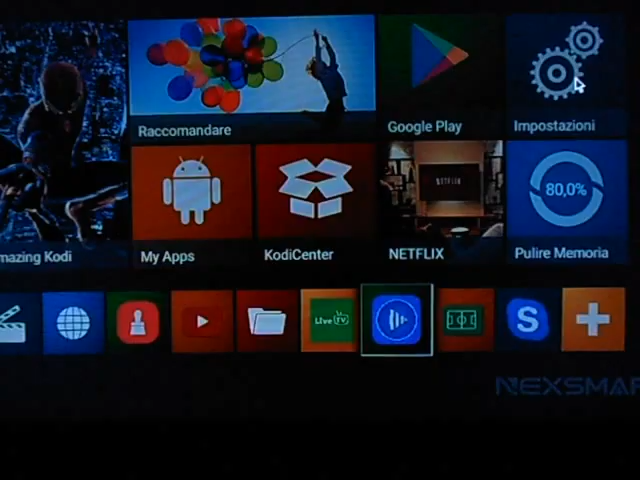 Raccomandare
Google Play
Impostazioni
NETFLIX
80,0%
mazing Kodi
My Apps
KodiCenter
NETFLIX
Pulire Memoria
Live TV
S
NEXSMAR